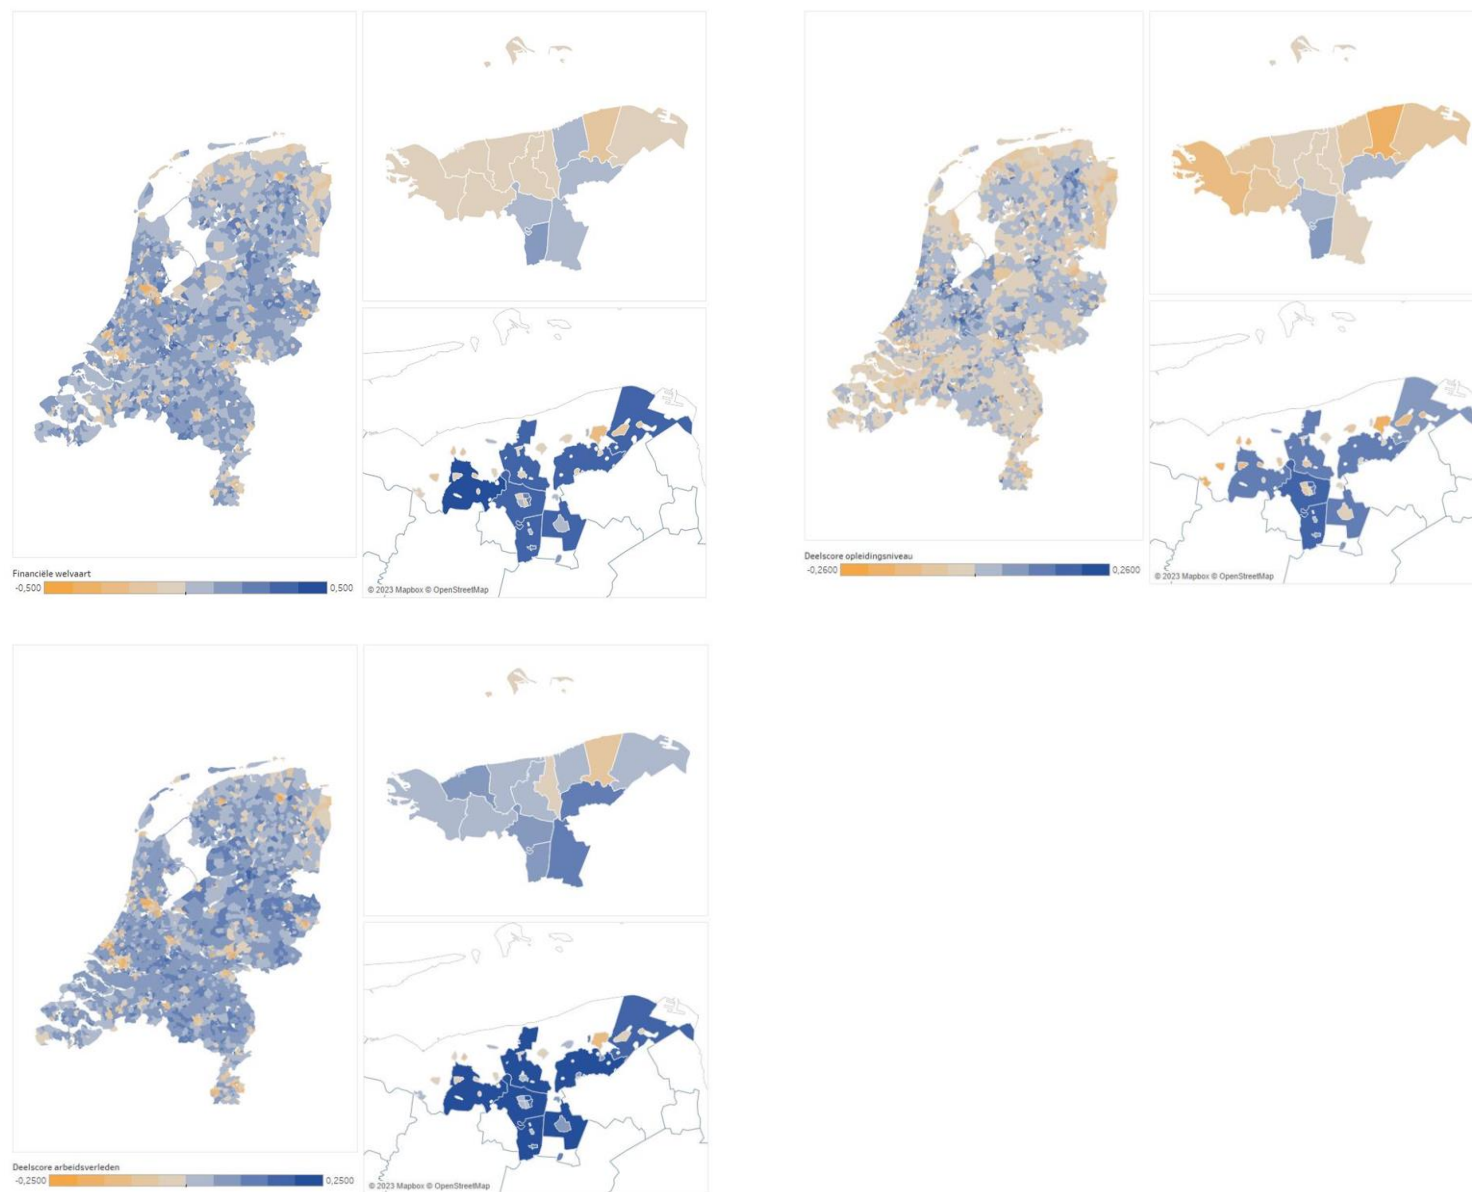 Financiële welvaart
-0,500 0,500
© 2023 Mapbox © OpenStreetMap
Deelscore opleidingsniveau
-0,2600 0,2600
© 2023 Mapbox © OpenStreetMap
Deelscore arbeidsverleden
-0,2500 0,2500
© 2023 Mapbox © OpenStreetMap